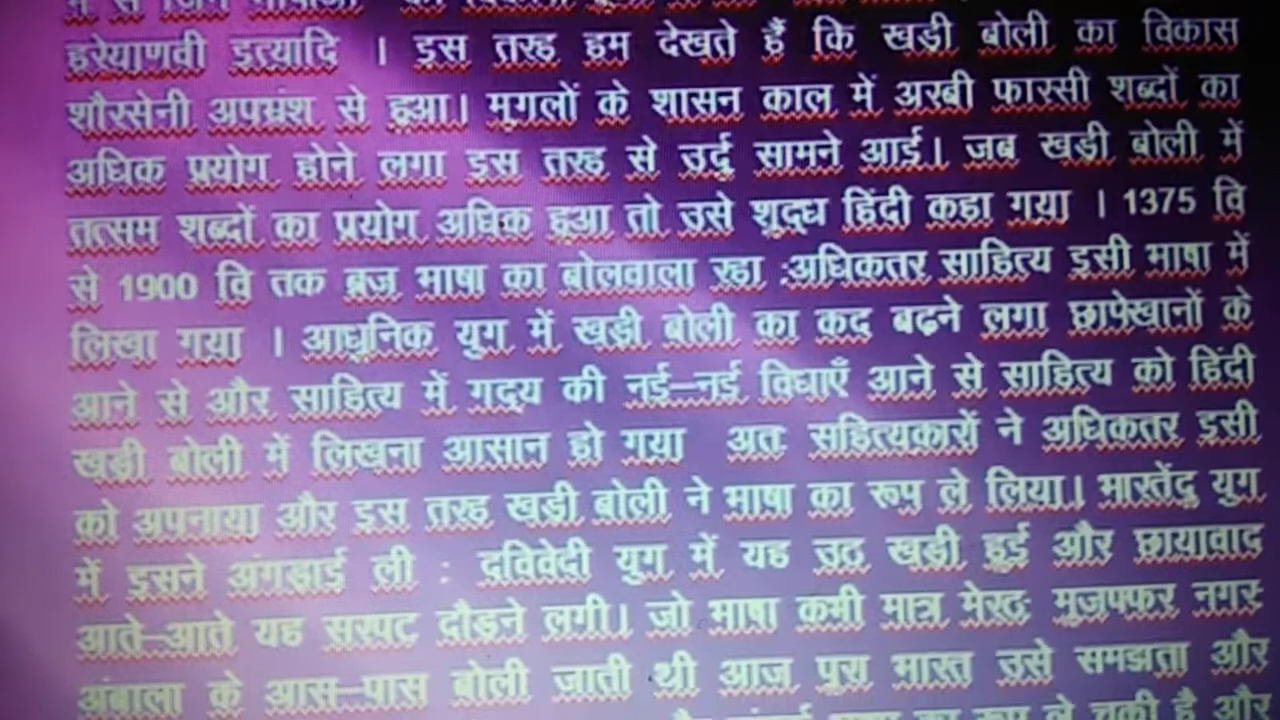 हरियाणवी इत्यादि । इस तरह हम देखते हैं कि खड़ी बोली का विकास
शौरसेनी अपभ्रंश से हुआ। मुगलों के शासन काल में अरबी फारसी शब्दों का
अधिक प्रयोग होने लगा इस तरह से उर्दू सामने आई। जब खड़ी बोली में
तत्सम शब्दों का प्रयोग अधिक हुआ तो उसे शुद्ध हिंदी कहा गया । 1375 वि
से 1900 वि तक ब्रज भाषा का बोलवाला रहा :अधिकतर साहित्य इसी भाषा में
लिखा गया । आधुनिक युग में खड़ी बोली का कद बढ़ने लगा छापेखानों के
आने से और साहित्य में गद्य की नई–नई विधाएँ आने से साहित्य को हिंदी
खड़ी बोली में लिखना आसान हो गया अतः सहित्यकारों ने अधिकतर इसी
को अपनाया और इस तरह खड़ी बोली ने भाषा का रूप ले लिया। भारतेंदु युग
में इसने अंगडाई ली : दविवेदी युग में यह उठ खड़ी हुई और छायावाद
आते–आते यह सरपट दौड़ने लगी। जो भाषा कभी मात्र मेरठ मुजफ्फर नगर
अंबाला के आस–पास बोली जाती थी आज पूरा भारत उसे समझता और